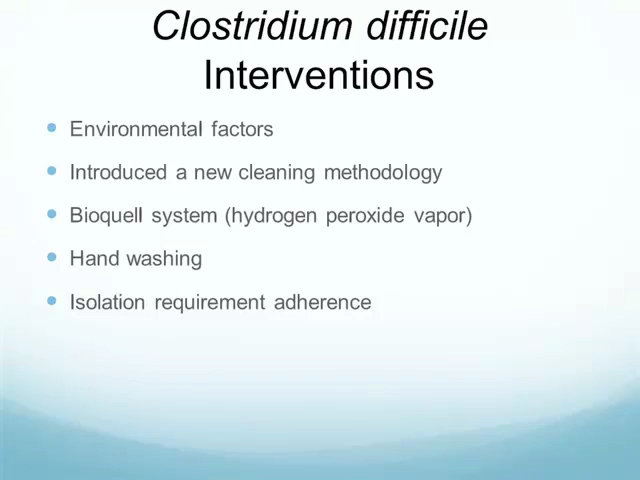 Clostridium difficile
Interventions
Environmental factors
Introduced a new cleaning methodology
Bioquell system (hydrogen peroxide vapor)
Hand washing
Isolation requirement adherence